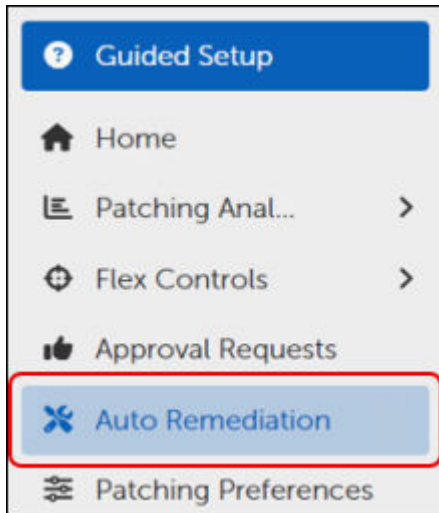 Guided Setup
Home
Patching Anal...
Flex Controls
Approval Requests
Auto Remediation
Patching Preferences